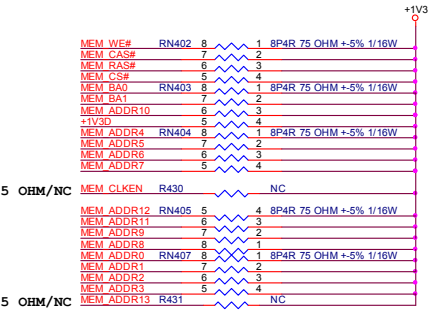 +1V3
MEM_WE# RN402 8 1 8P4R 75 OHM +-5% 1/16W
MEM_CAS# 7 2
MEM_RAS# 6 3
MEM_CS# 5 4
MEM_BA0 RN403 8 1 8P4R 75 OHM +-5% 1/16W
MEM_BA1 7 2
MEM_ADDR10 6 3
+1V3D 5 4
MEM_ADDR4 RN404 8 1 8P4R 75 OHM +-5% 1/16W
MEM_ADDR5 7 2
MEM_ADDR6 6 3
MEM_ADDR7 5 4
5 OHM/NC MEM_CLKEN R430 NC
MEM_ADDR12 RN405 5 4 8P4R 75 OHM +-5% 1/16W
MEM_ADDR11 6 3
MEM_ADDR9 7 2
MEM_ADDR8 8 1
MEM_ADDR0 RN407 8 1 8P4R 75 OHM +-5% 1/16W
MEM_ADDR1 7 2
MEM_ADDR2 6 3
MEM_ADDR3 5 4
5 OHM/NC MEM_ADDR13 R431 NC